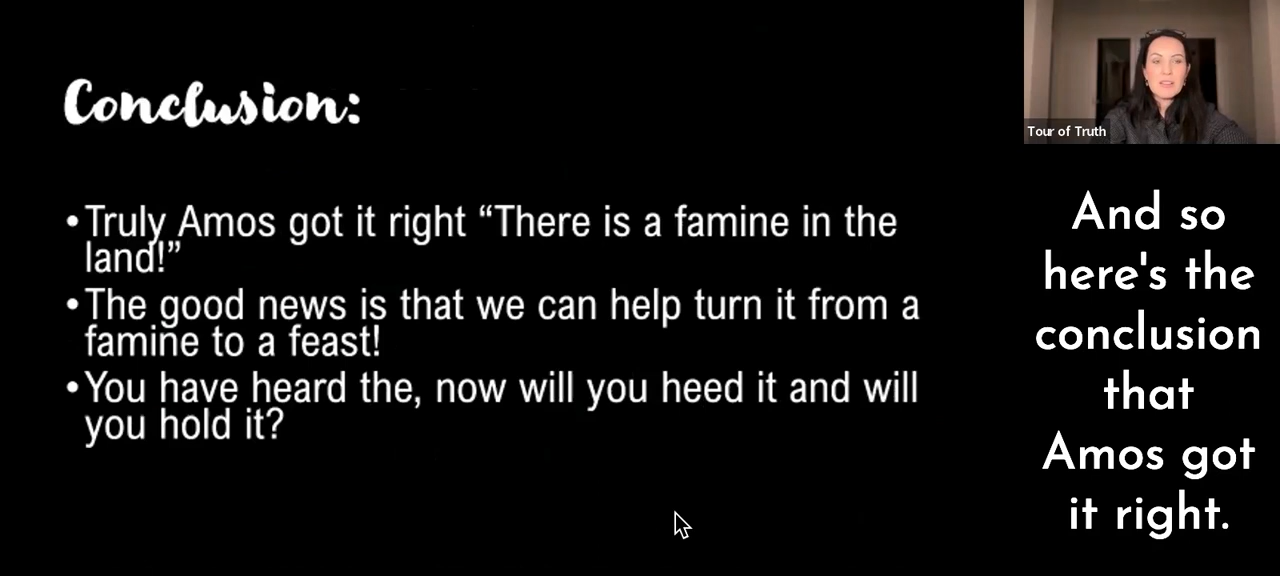 Conclusion:
• Truly Amos got it right “There is a famine in the
land!”
• The good news is that we can help turn it from a
famine to a feast!
• You have heard the, now will you heed it and will
you hold it?
Tour of Truth
And so
here's the
conclusion
that
Amos got
it right.